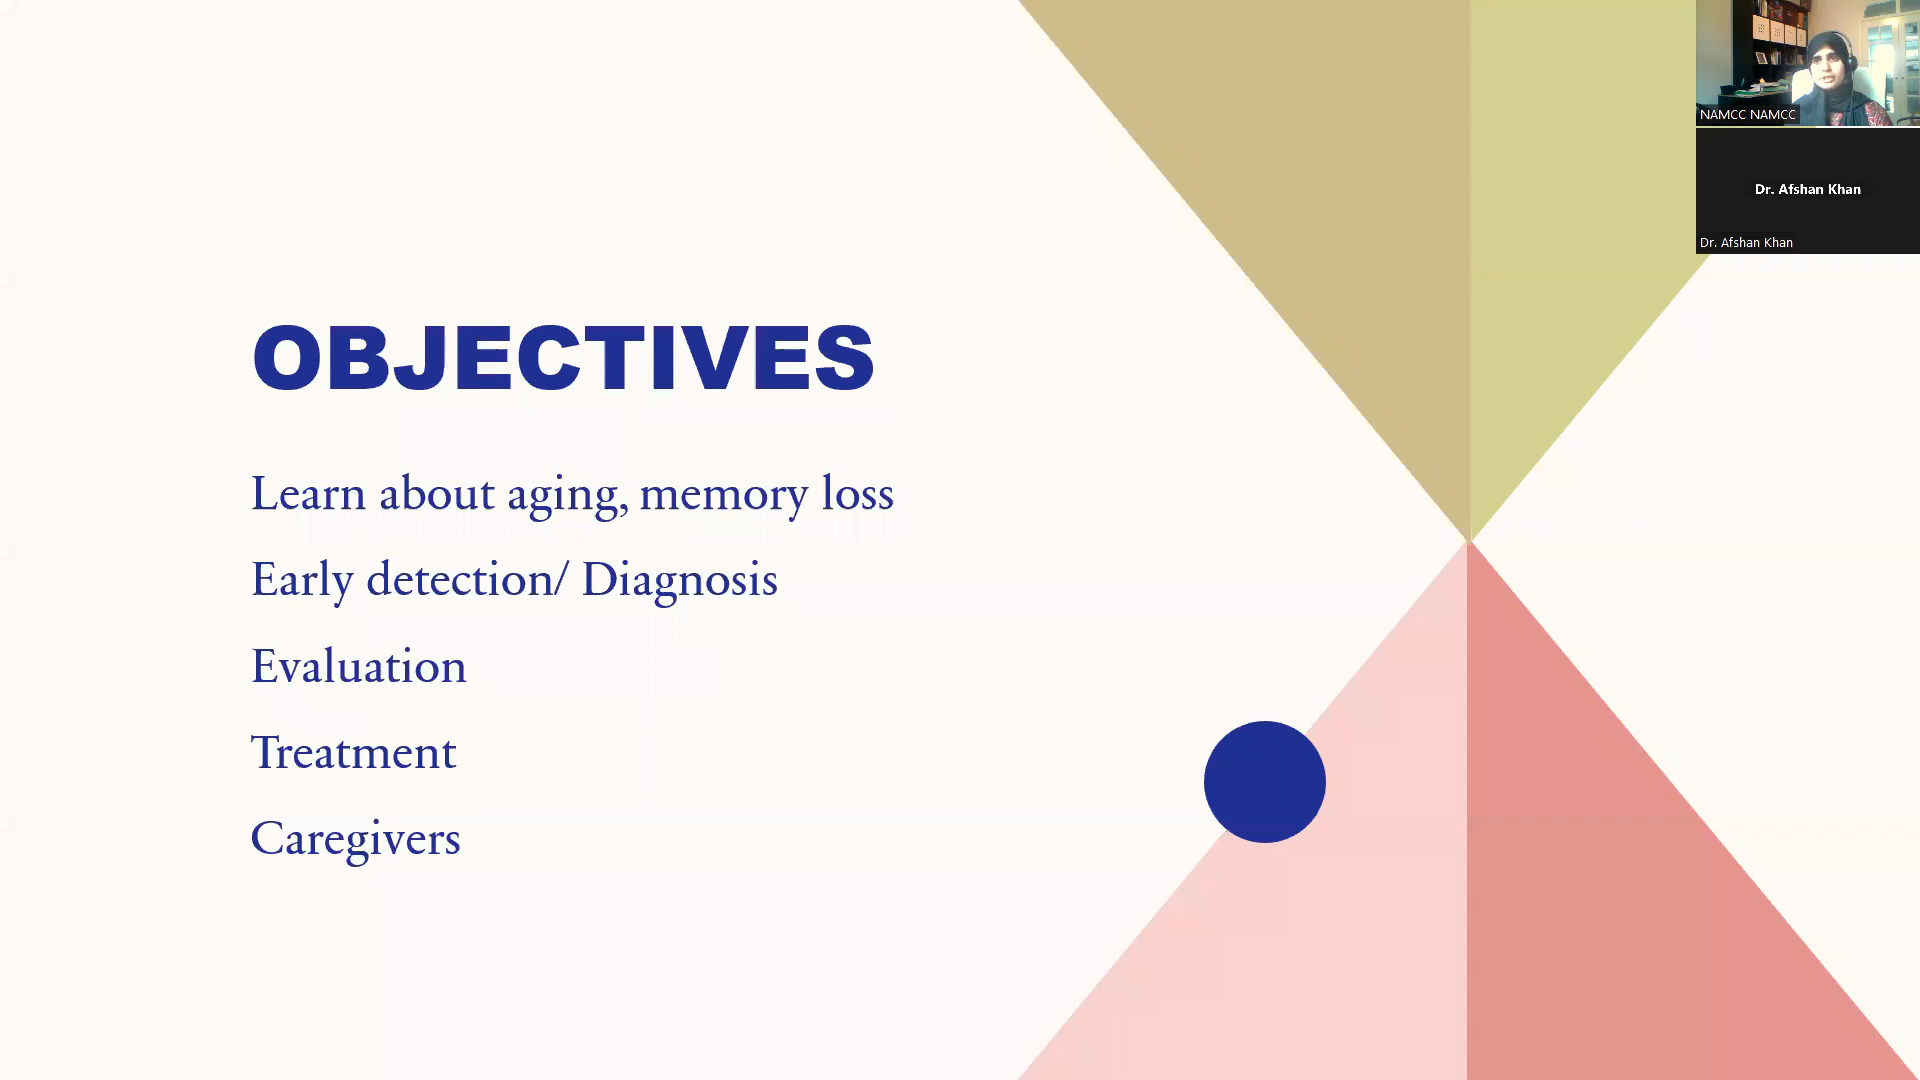 NAMCC NAMCC
Dr. Afshan Khan
Dr. Afshan Khan
OBJECTIVES
Learn about aging, memory loss
Early detection/ Diagnosis
Evaluation
Treatment
Caregivers